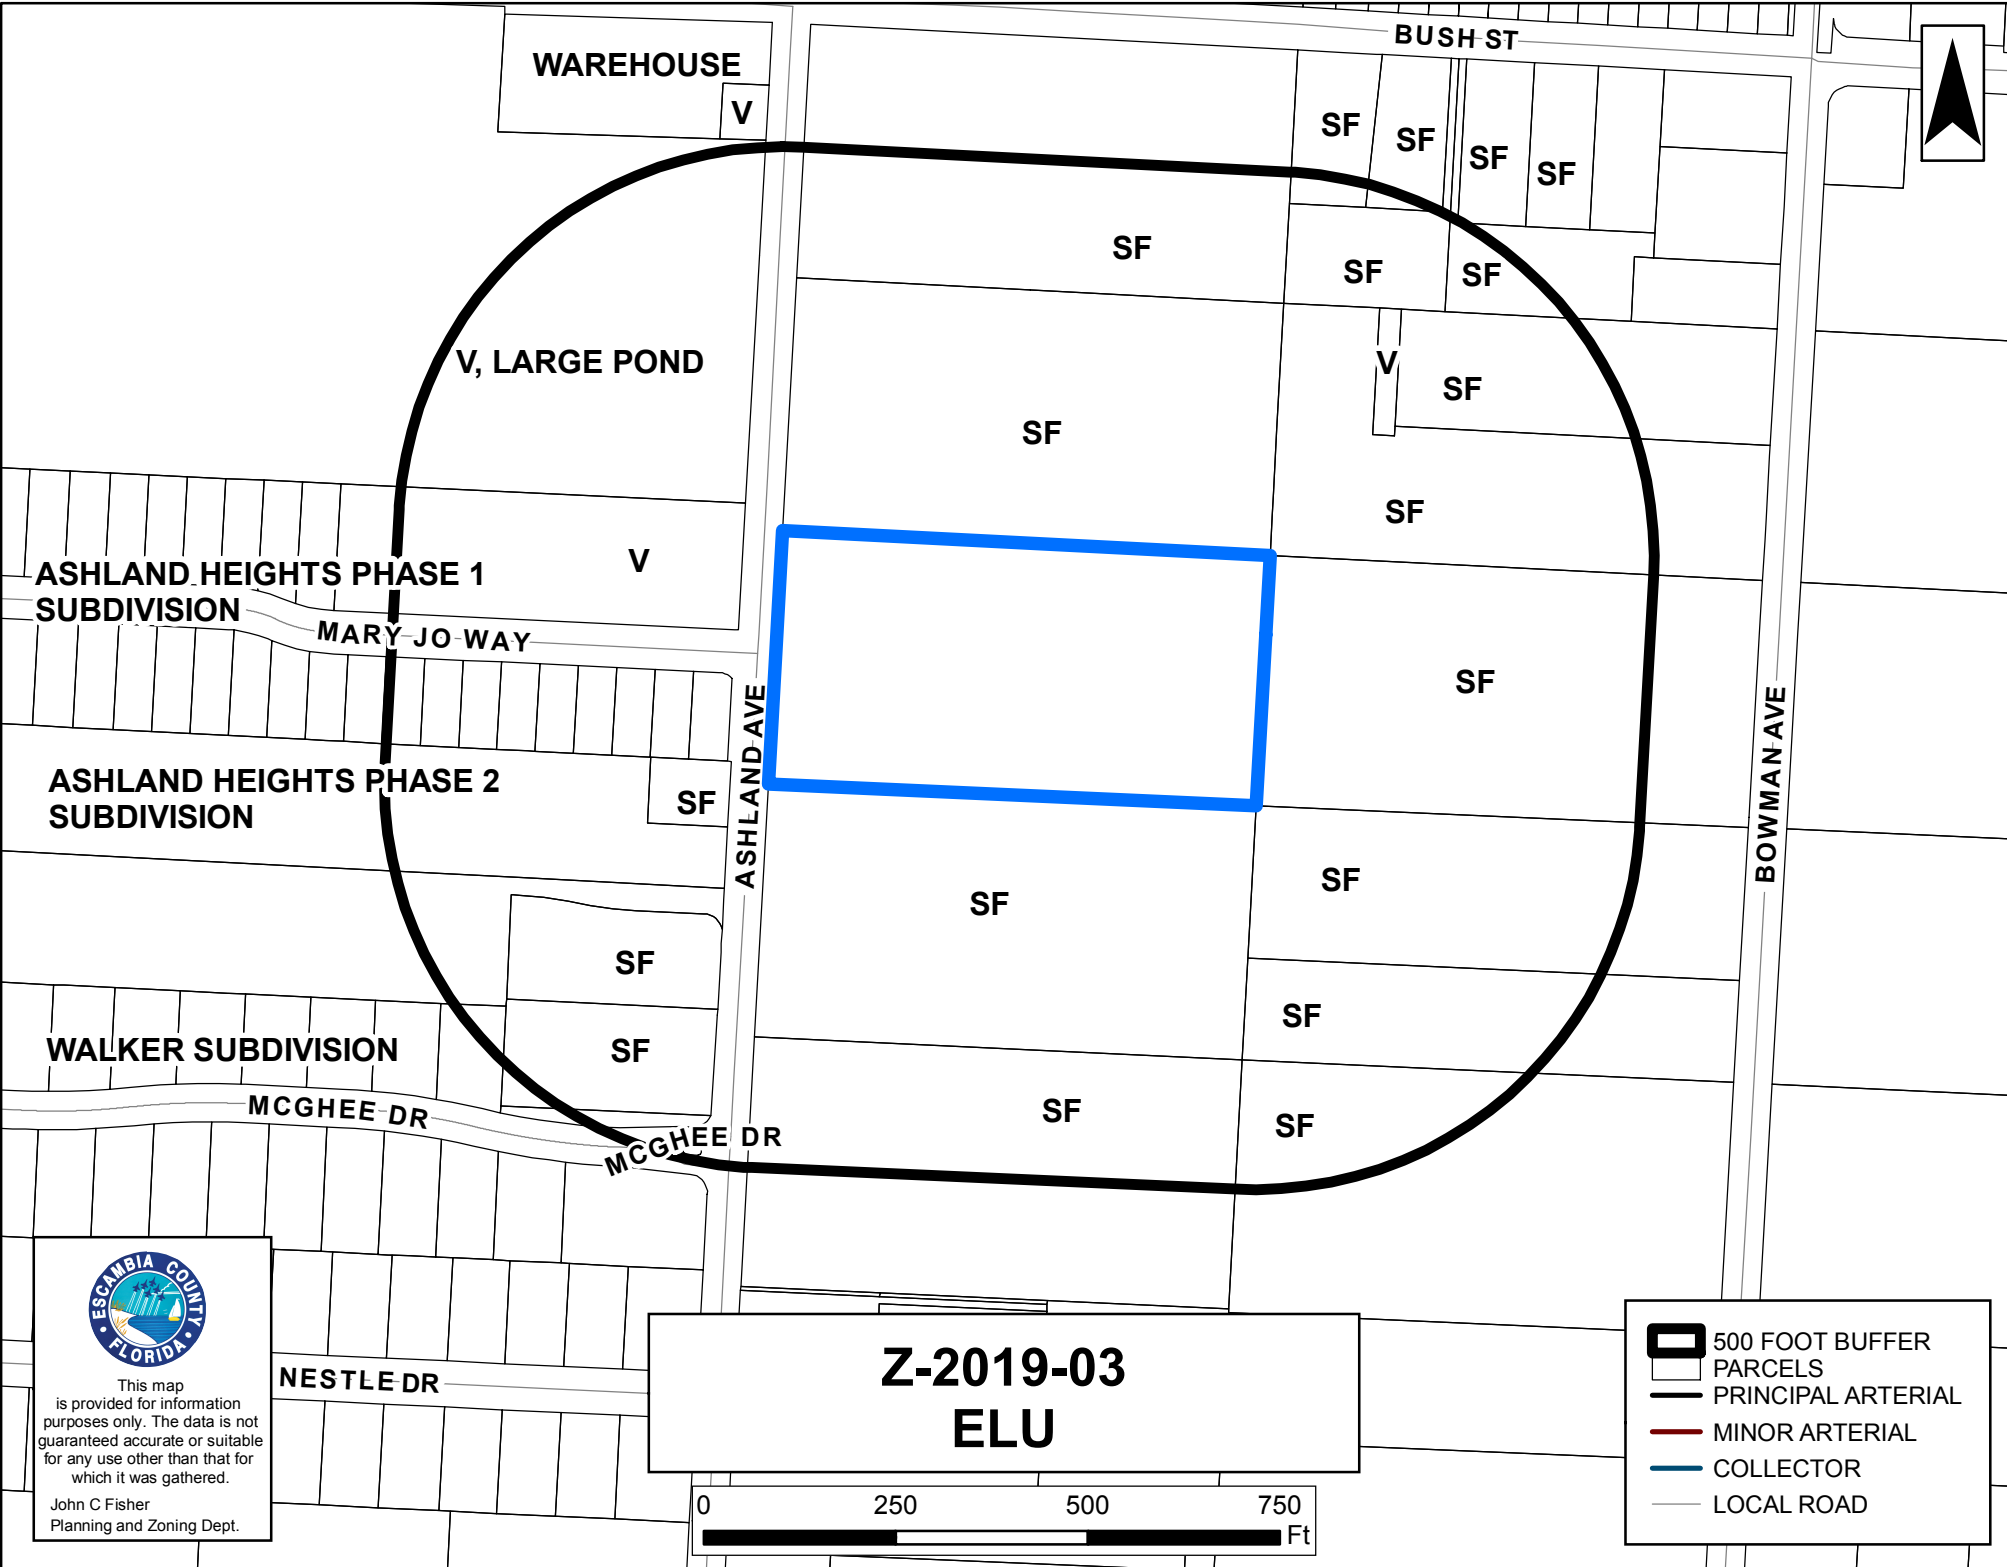 BUSH ST
WAREHOUSE
V
SF
SF
SF
SF
SF
SF
SF
V, LARGE POND
V
SF
SF
SF
V
ASHLAND HEIGHTS PHASE 1
SUBDIVISION
MARY JO WAY
SF
ASHLAND AVE
BOWMAN AVE
ASHLAND HEIGHTS PHASE 2
SUBDIVISION
SF
SF
SF
SF
SF
SF
WALKER SUBDIVISION
MCGHEE DR
MCGHEE DR
SF
SF
ESCAMBIA COUNTY
FLORIDA
This map
is provided for information
purposes only. The data is not
guaranteed accurate or suitable
for any use other than that for
which it was gathered.
John C Fisher
Planning and Zoning Dept.
NESTLE DR
Z-2019-03
ELU
0 250 500 750
Ft
500 FOOT BUFFER
PARCELS
PRINCIPAL ARTERIAL
MINOR ARTERIAL
COLLECTOR
LOCAL ROAD